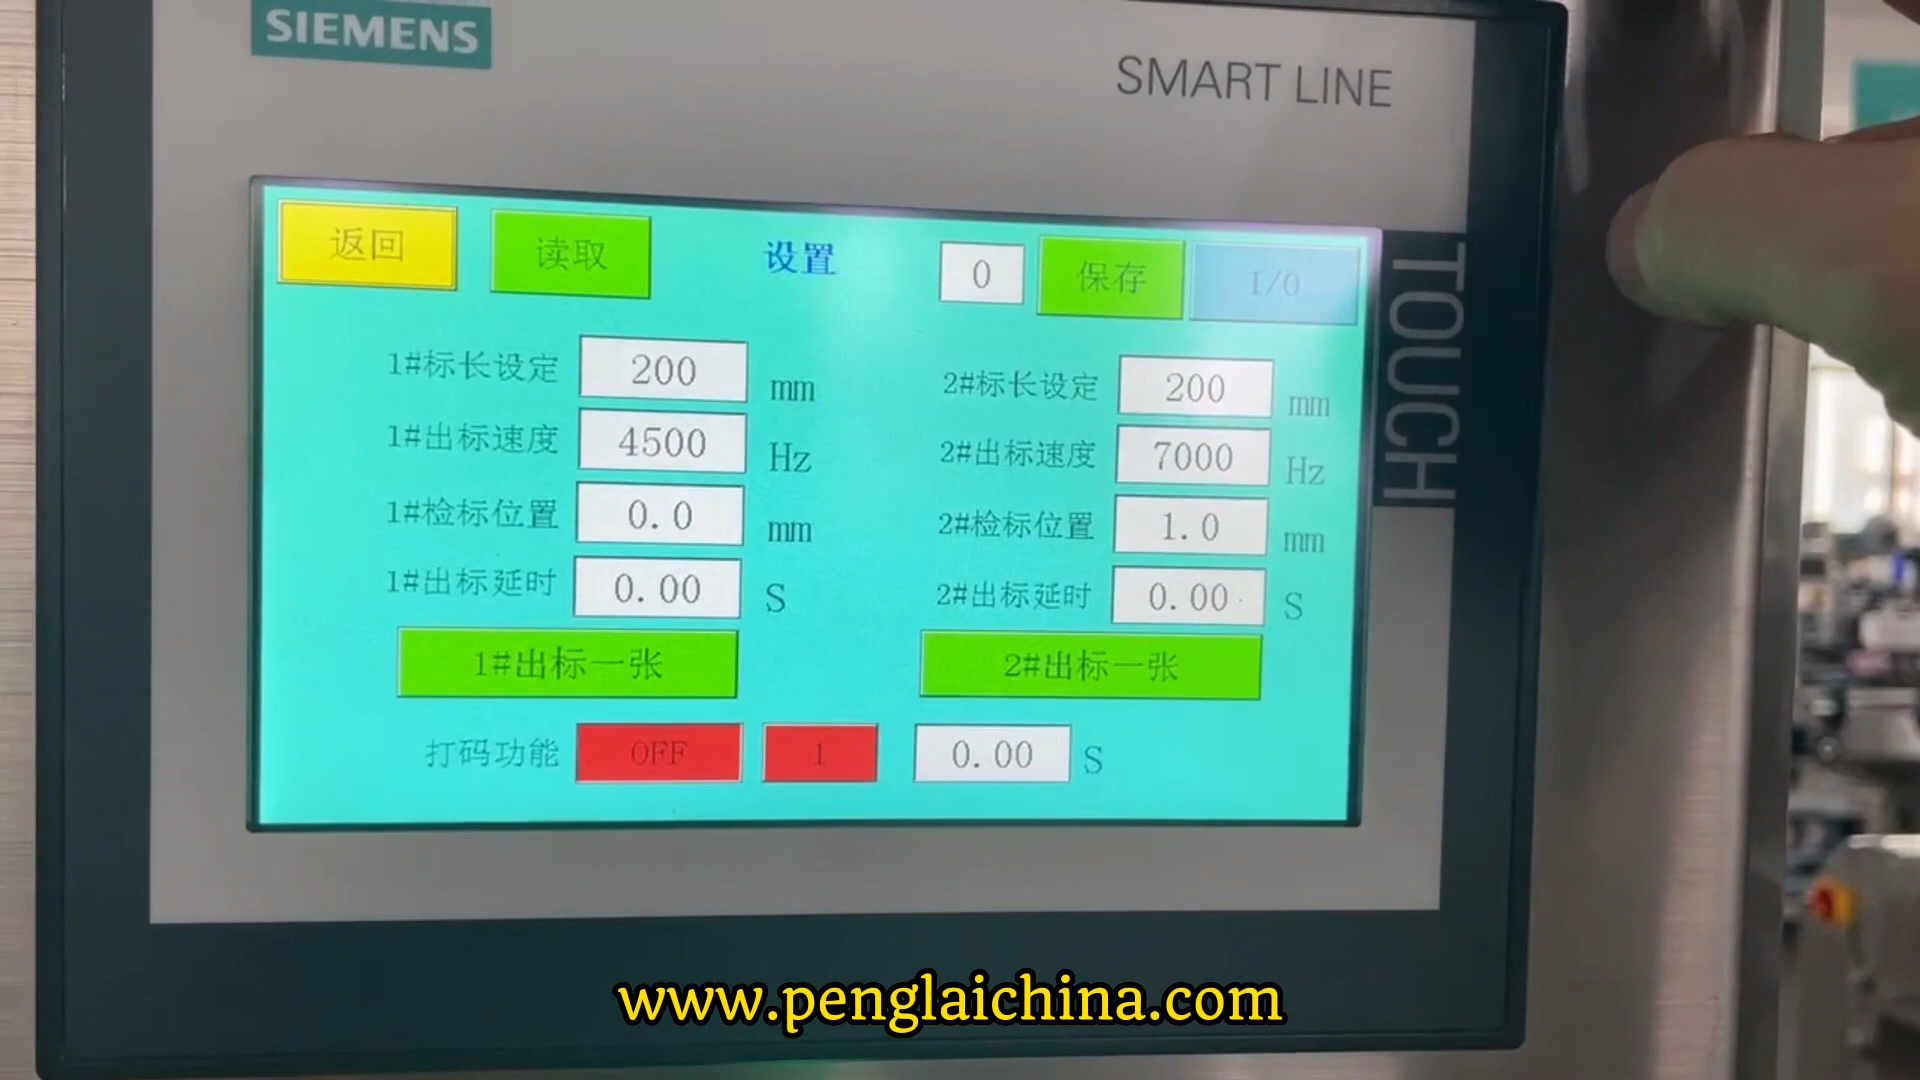 SIEMENS
SMART LINE
TOUCH
返回 读取 设置 0 保存 I/O
1#标长设定 200 mm 2#标长设定 200 mm
1#出标速度 4500 Hz 2#出标速度 7000 Hz
1#检标位置 0.0 mm 2#检标位置 1.0 mm
1#出标延时 0.00 S 2#出标延时 0.00 S
1#出标一张 2#出标一张
打码功能 OFF 1 0.00 S
www.penglaichina.com